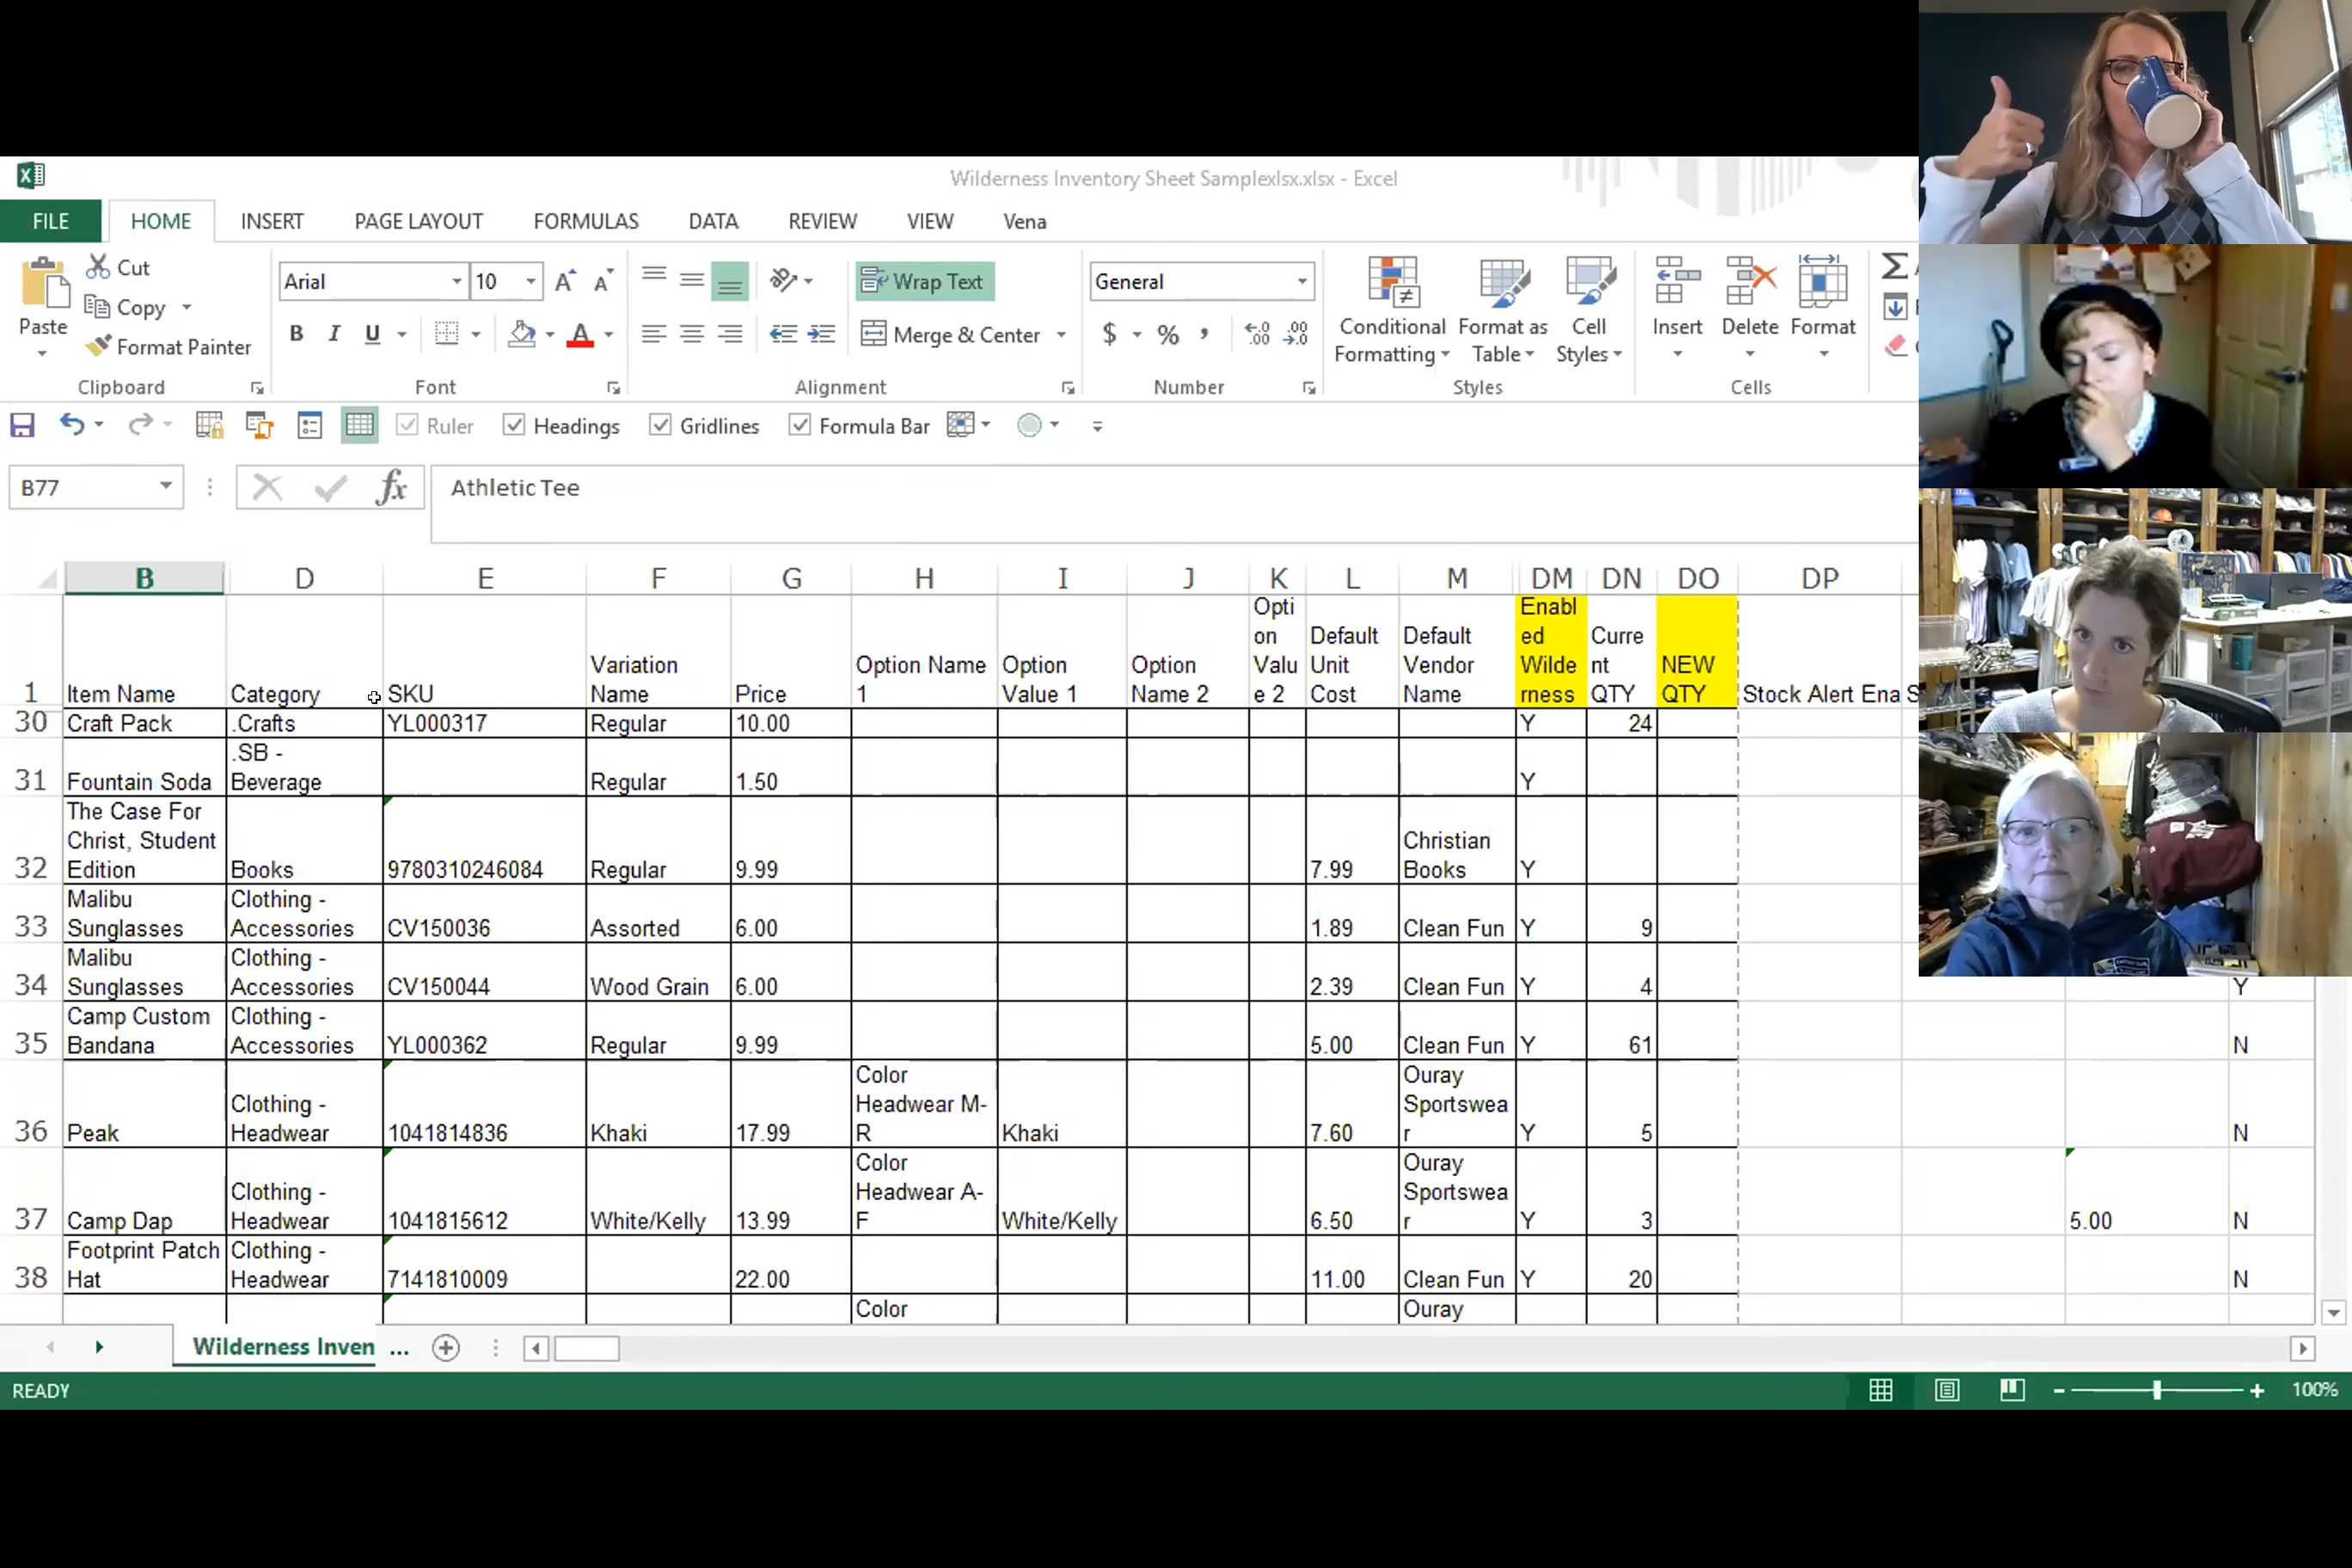 Wilderness Inventory Sheet Samplexlsx.xlsx - Excel
FILE HOME INSERT PAGE LAYOUT FORMULAS DATA REVIEW VIEW Vena
Paste
Cut
Copy
Format Painter
Clipboard
Arial 10
B I U
Font
Wrap Text
Merge & Center
Alignment
General
$ % ,
Number
Conditional Formatting
Format as Table
Cell Styles
Styles
Insert Delete Format
Cells
Ruler Headings Gridlines Formula Bar
B77 fx Athletic Tee
B D E F G H I J K L M DM DN DO DP
1 Item Name Category SKU Variation Name Price Option Name 1 Option Value 1 Option Name 2 Option Value 2 Default Unit Cost Default Vendor Name Enabled Wilderness Current QTY NEW QTY Stock Alert Ena S
30 Craft Pack .Crafts YL000317 Regular 10.00 Y 24
31 Fountain Soda .SB - Beverage Regular 1.50 Y
32 The Case For Christ, Student Edition Books 9780310246084 Regular 9.99 7.99 Christian Books Y
33 Malibu Sunglasses Clothing - Accessories CV150036 Assorted 6.00 1.89 Clean Fun Y 9
34 Malibu Sunglasses Clothing - Accessories CV150044 Wood Grain 6.00 2.39 Clean Fun Y 4 Y
35 Camp Custom Bandana Clothing - Accessories YL000362 Regular 9.99 5.00 Clean Fun Y 61 N
36 Peak Clothing - Headwear 1041814836 Khaki 17.99 Color Headwear M-R Khaki 7.60 Ouray Sportswear Y 5 N
37 Camp Dap Clothing - Headwear 1041815612 White/Kelly 13.99 Color Headwear A-F White/Kelly 6.50 Ouray Sportswear Y 3 5.00 N
38 Footprint Patch Hat Clothing - Headwear 7141810009 22.00 11.00 Clean Fun Y 20 N
Color Ouray
Wilderness Inven ...
READY 100%